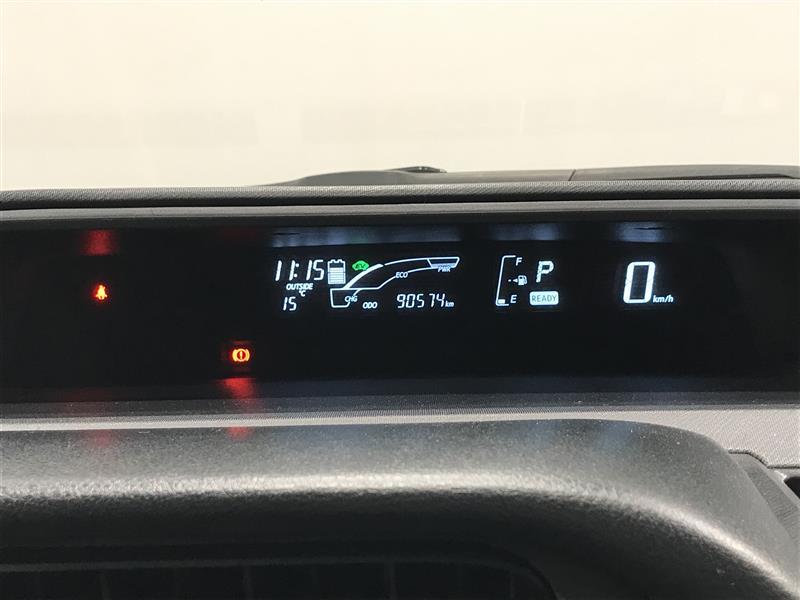 11:15
OUTSIDE
15 °C
ECO
PWR
CHG
ODO 90574 km
F
E
P
READY
0 km/h